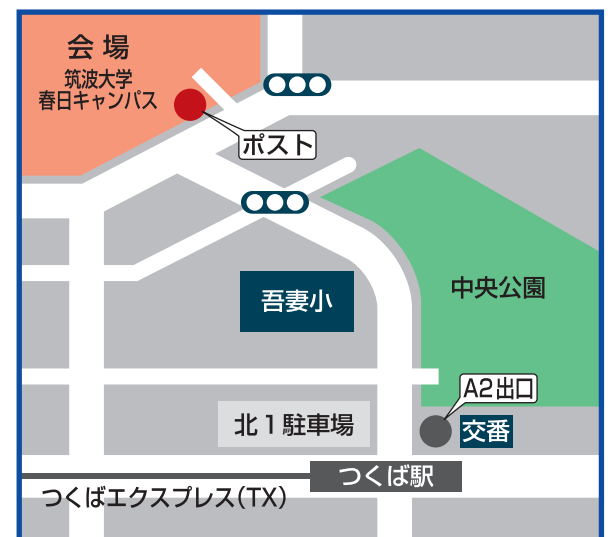 会場
筑波大学
春日キャンパス
ポスト
吾妻小
中央公園
A2出口
北1駐車場
交番
つくば駅
つくばエクスプレス(TX)